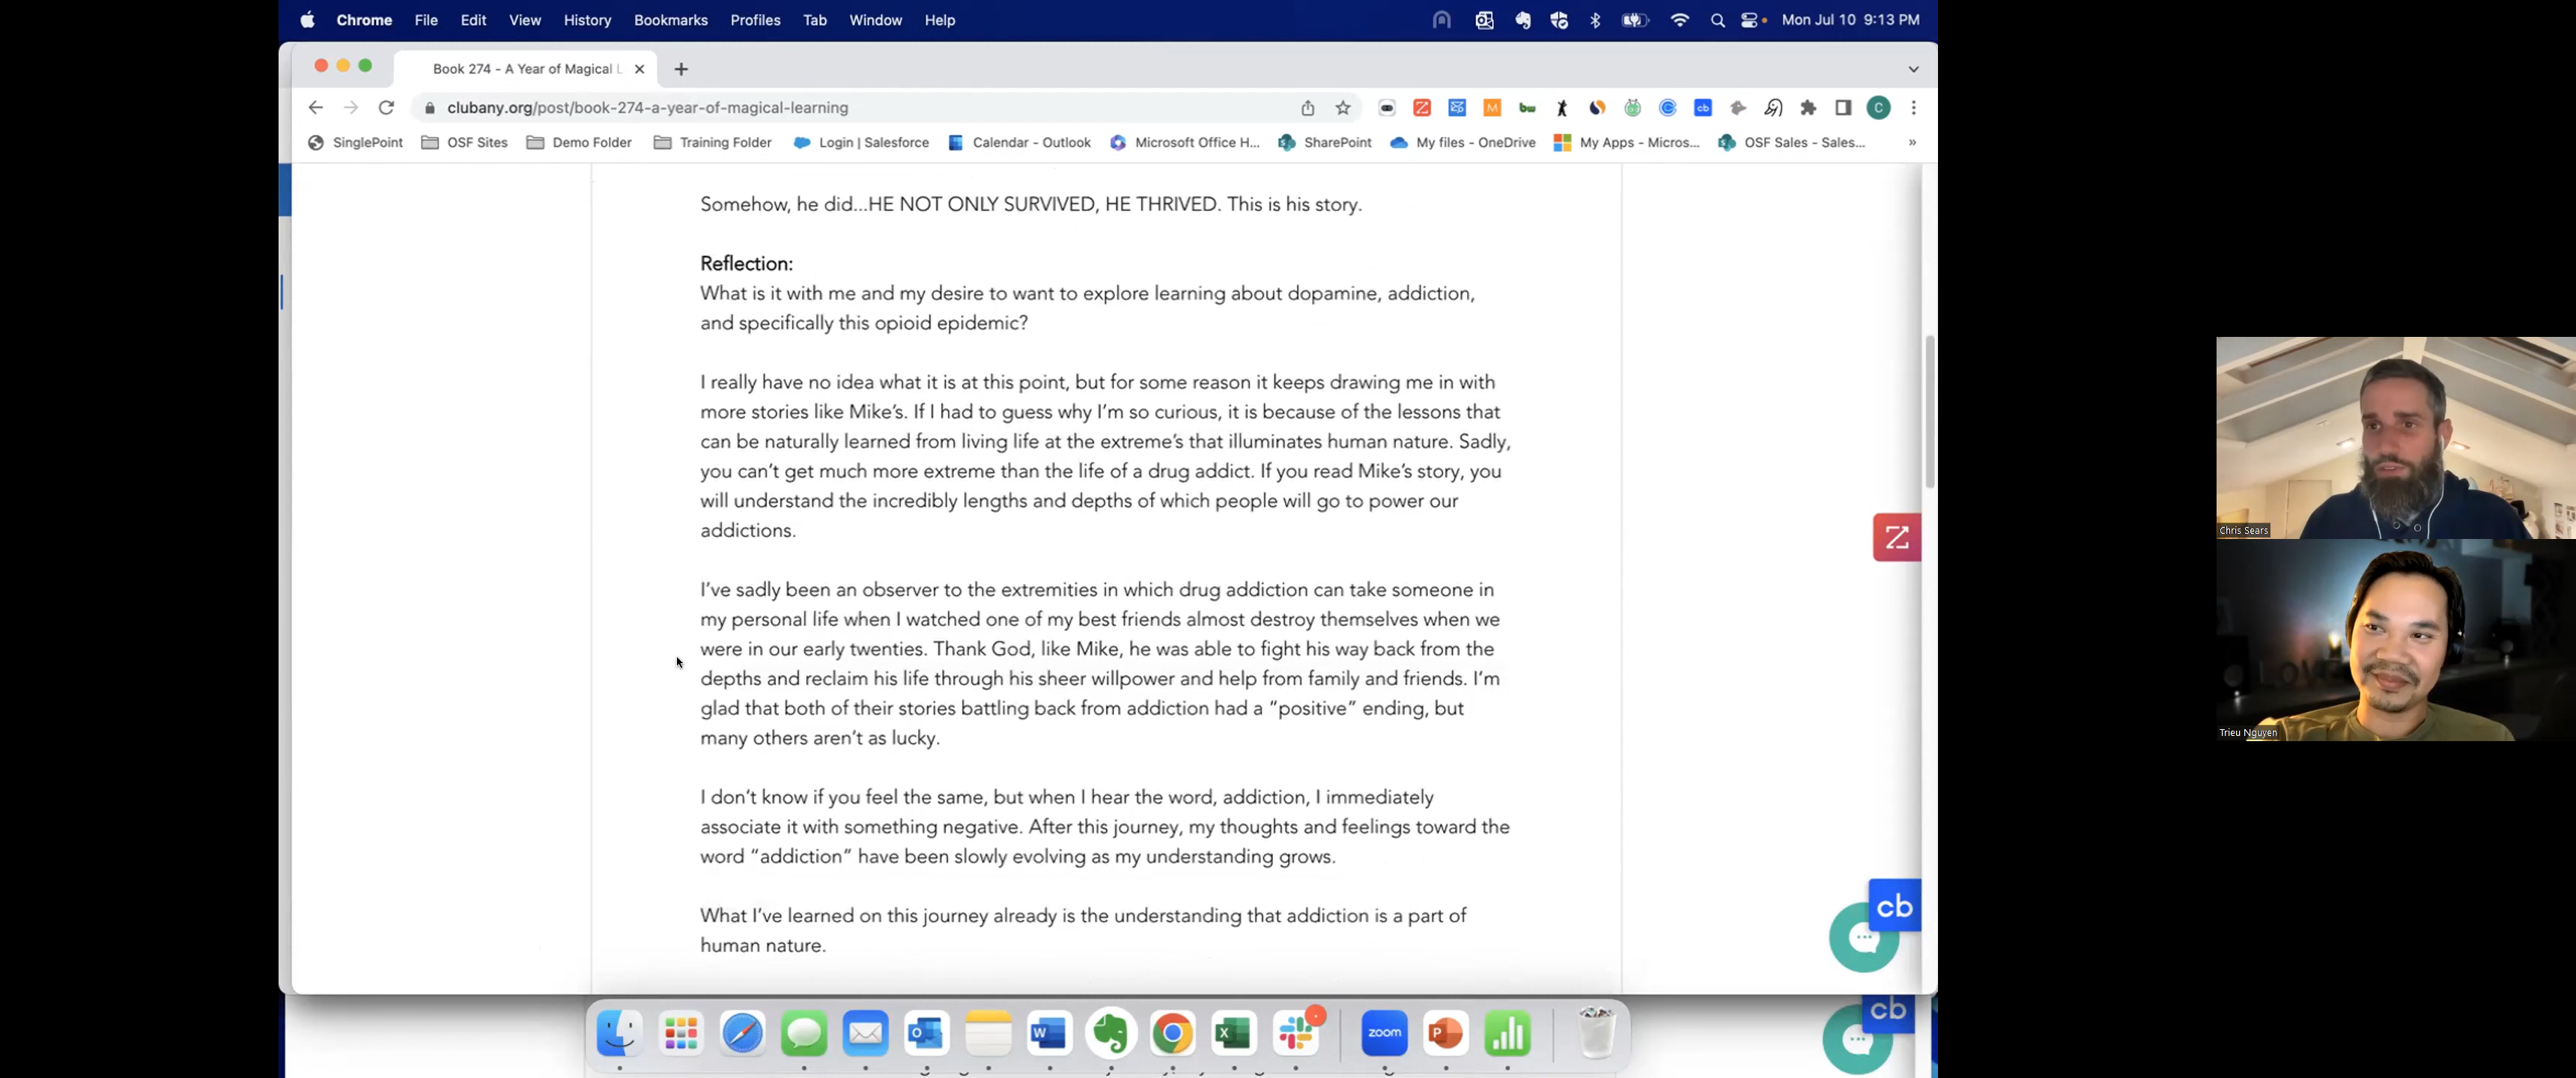 Chrome File Edit View History Bookmarks Profiles Tab Window Help
Mon Jul 10 9:13 PM
Book 274 - A Year of Magical L
clubany.org/post/book-274-a-year-of-magical-learning
SinglePoint OSF Sites Demo Folder Training Folder Login | Salesforce Calendar - Outlook Microsoft Office H... SharePoint My files - OneDrive My Apps - Micros... OSF Sales - Sales...
Somehow, he did...HE NOT ONLY SURVIVED, HE THRIVED. This is his story.
Reflection:
What is it with me and my desire to want to explore learning about dopamine, addiction,
and specifically this opioid epidemic?
I really have no idea what it is at this point, but for some reason it keeps drawing me in with
more stories like Mike’s. If I had to guess why I’m so curious, it is because of the lessons that
can be naturally learned from living life at the extreme’s that illuminates human nature. Sadly,
you can’t get much more extreme than the life of a drug addict. If you read Mike’s story, you
will understand the incredibly lengths and depths of which people will go to power our
addictions.
I’ve sadly been an observer to the extremities in which drug addiction can take someone in
my personal life when I watched one of my best friends almost destroy themselves when we
were in our early twenties. Thank God, like Mike, he was able to fight his way back from the
depths and reclaim his life through his sheer willpower and help from family and friends. I’m
glad that both of their stories battling back from addiction had a “positive” ending, but
many others aren’t as lucky.
I don’t know if you feel the same, but when I hear the word, addiction, I immediately
associate it with something negative. After this journey, my thoughts and feelings toward the
word “addiction” have been slowly evolving as my understanding grows.
What I’ve learned on this journey already is the understanding that addiction is a part of
human nature.
cb
cb
zoom
Chris Sears
Trieu Nguyen